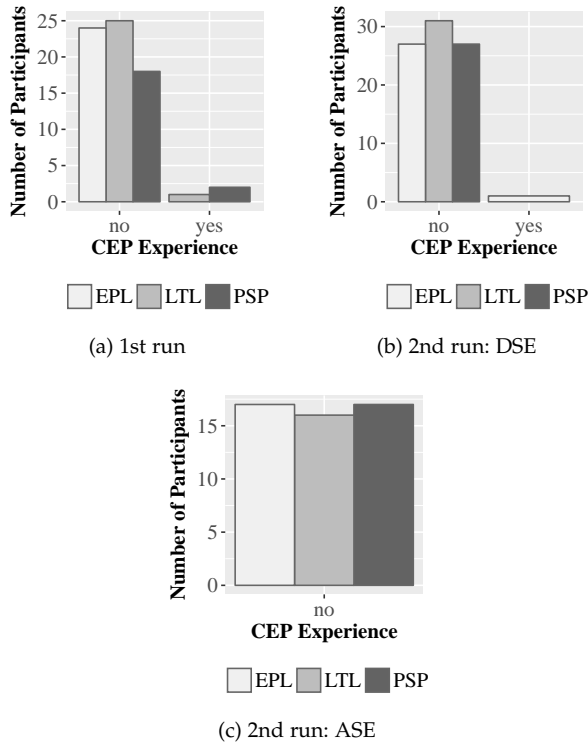 25
20
15
10
5
0
Number of Participants
no yes
CEP Experience
EPL LTL PSP
(a) 1st run
30
20
10
0
Number of Participants
no yes
CEP Experience
EPL LTL PSP
(b) 2nd run: DSE
15
10
5
0
Number of Participants
no
CEP Experience
EPL LTL PSP
(c) 2nd run: ASE